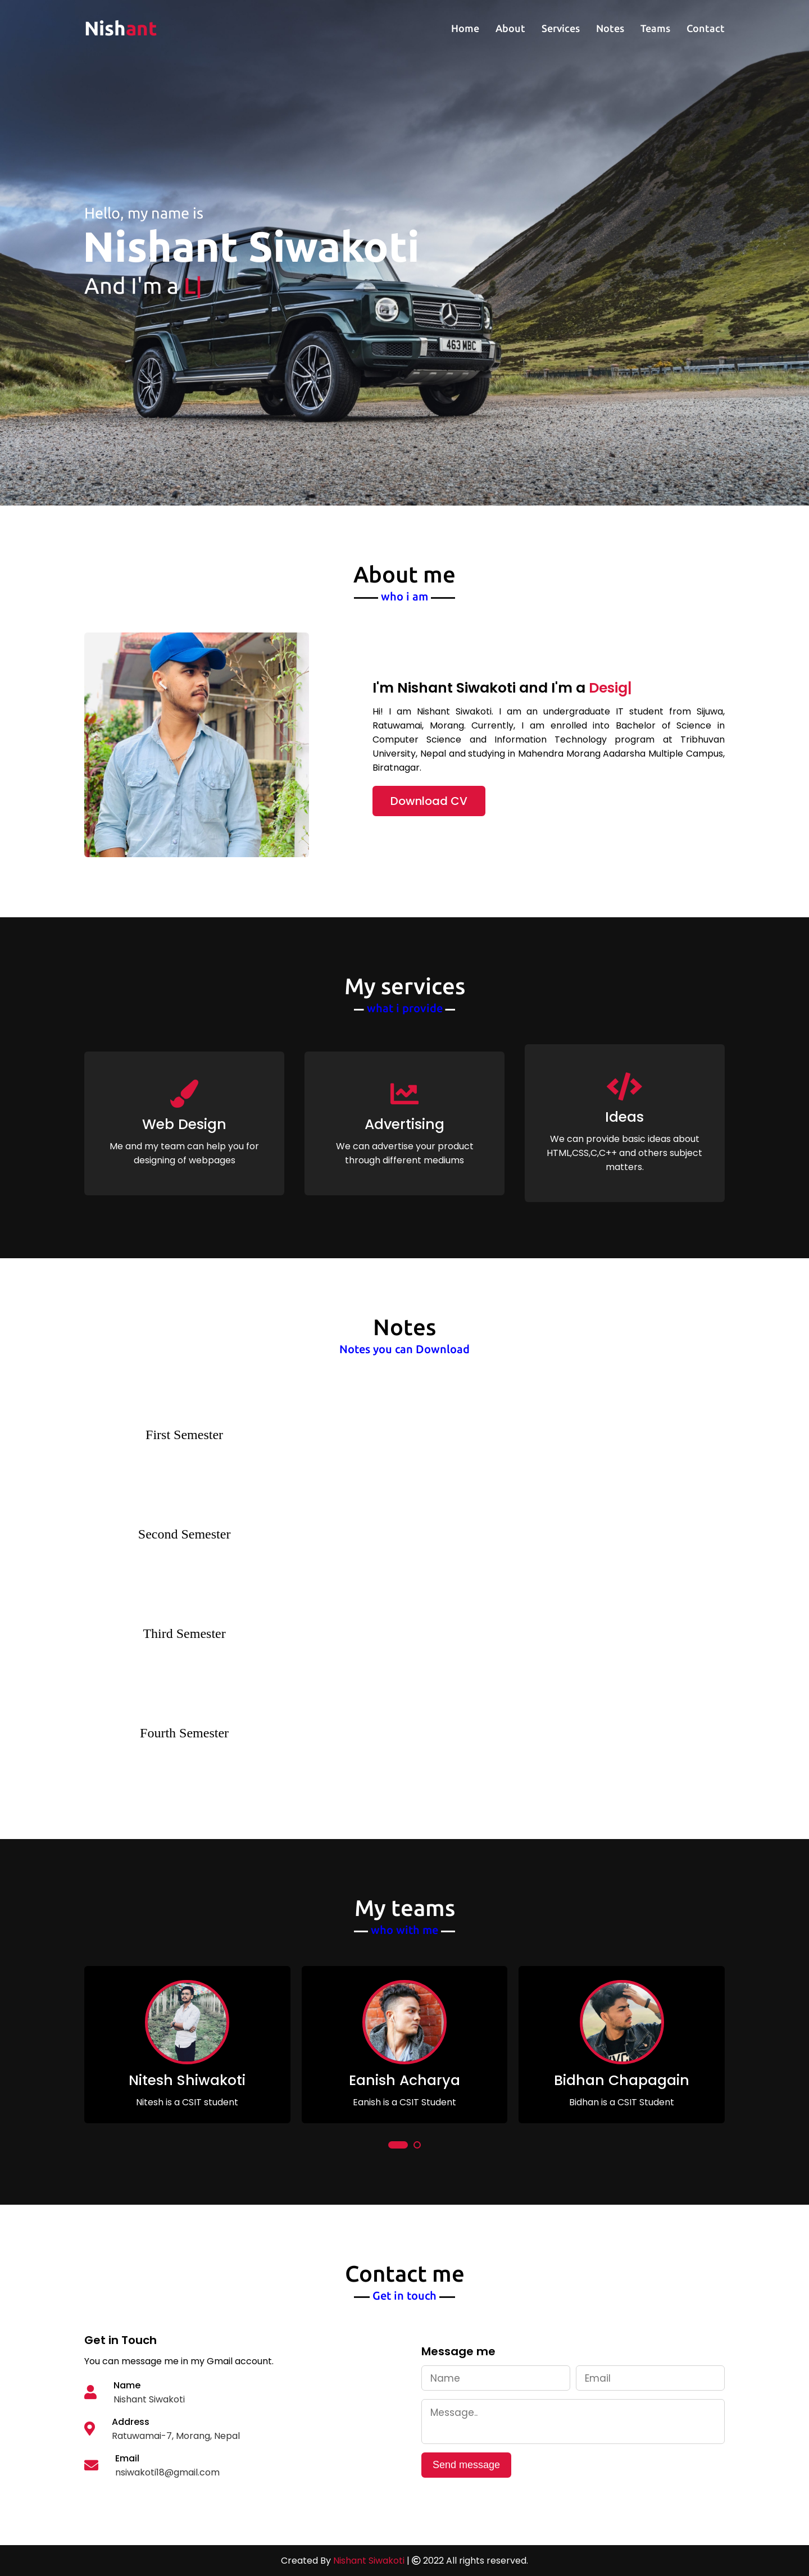 Nishant
Home About Services Notes Teams Contact
Hello, my name is
Nishant Siwakoti
And I'm a L|
463 MBC
About me
who i am
I'm Nishant Siwakoti and I'm a Desig|
Hi! I am Nishant Siwakoti. I am an undergraduate IT student from Sijuwa,
Ratuwamai, Morang. Currently, I am enrolled into Bachelor of Science in
Computer Science and Information Technology program at Tribhuvan
University, Nepal and studying in Mahendra Morang Aadarsha Multiple Campus,
Biratnagar.
Download CV
My services
what i provide
Web Design
Me and my team can help you for
designing of webpages
Advertising
We can advertise your product
through different mediums
Ideas
We can provide basic ideas about
HTML,CSS,C,C++ and others subject
matters.
Notes
Notes you can Download
First Semester
Second Semester
Third Semester
Fourth Semester
My teams
who with me
Nitesh Shiwakoti
Nitesh is a CSIT student
Eanish Acharya
Eanish is a CSIT Student
Bidhan Chapagain
Bidhan is a CSIT Student
Contact me
Get in touch
Get in Touch
You can message me in my Gmail account.
Name
Nishant Siwakoti
Address
Ratuwamai-7, Morang, Nepal
Email
nsiwakoti18@gmail.com
Message me
Name
Email
Message..
Send message
Created By Nishant Siwakoti | © 2022 All rights reserved.